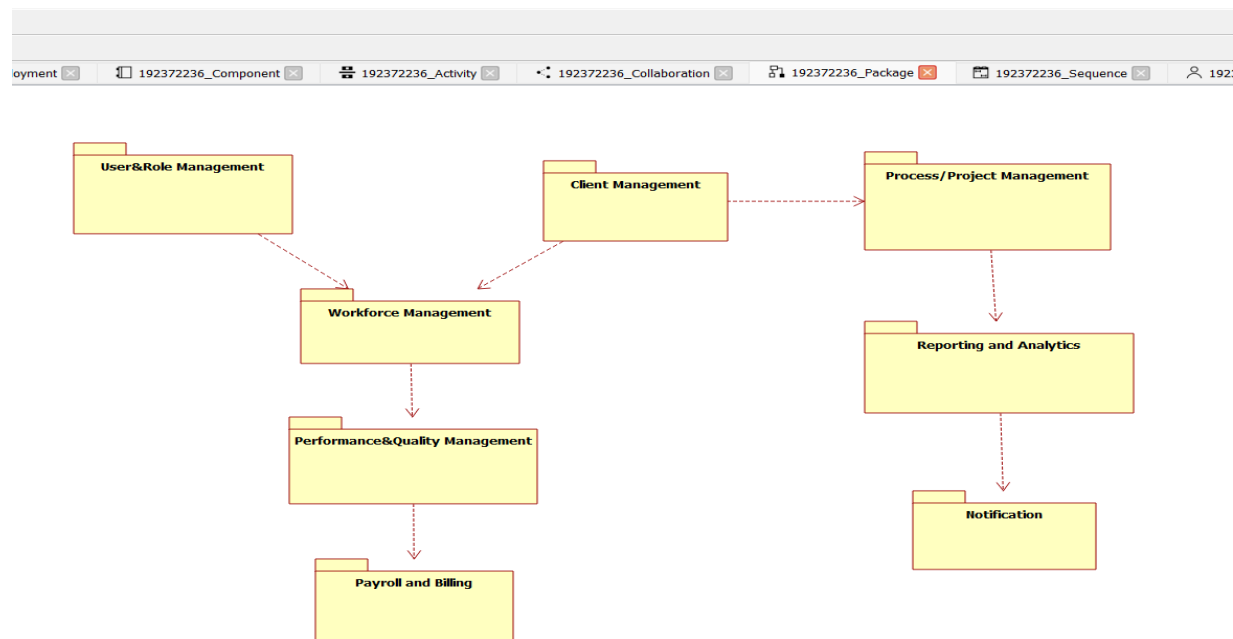 192372236_Component
192372236_Activity
192372236_Collaboration
192372236_Package
192372236_Sequence
User&Role Management
Client Management
Process/Project Management
Workforce Management
Reporting and Analytics
Performance&Quality Management
Notification
Payroll and Billing